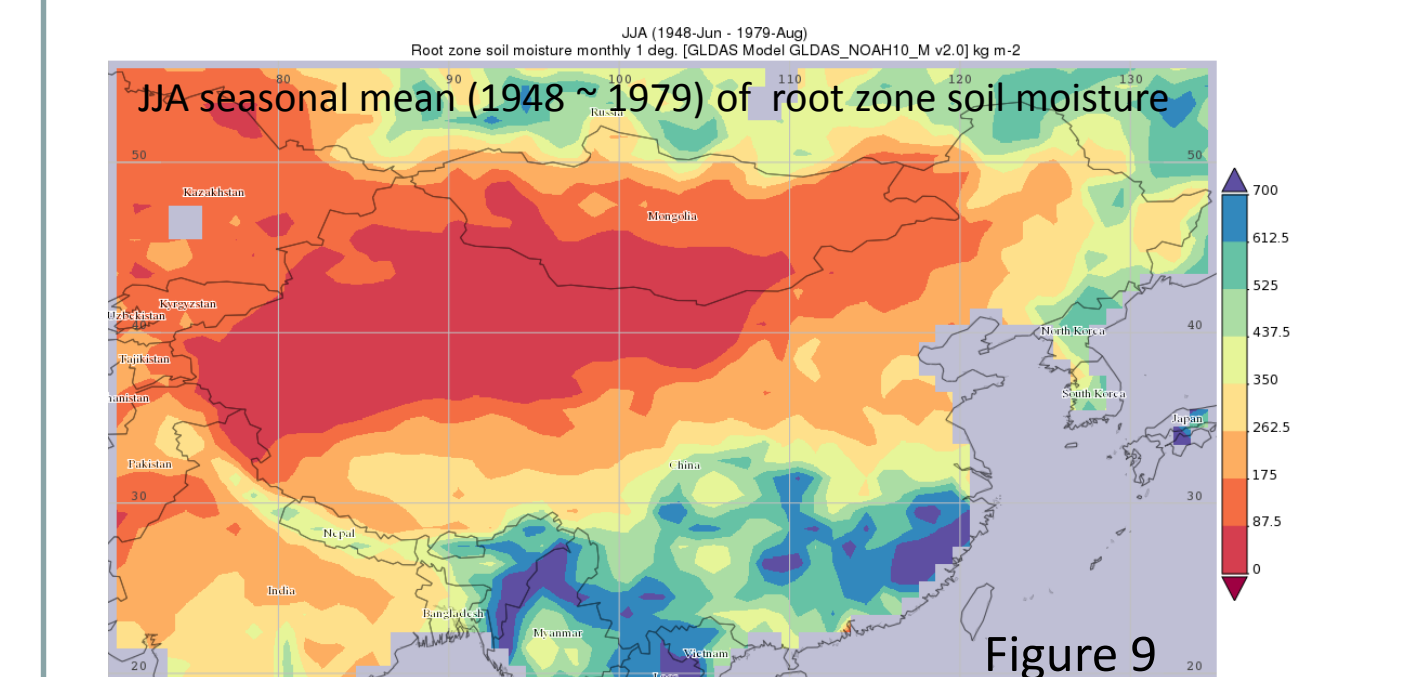 JJA (1948-Jun - 1979-Aug)
Root zone soil moisture monthly 1 deg. [GLDAS Model GLDAS_NOAH10_M v2.0] kg m-2
80 90 100 110 120 130
JJA seasonal mean (1948 ~ 1979) of root zone soil moisture
Russia
50 50
Kazakhstan
700
Mongolia
612.5
525
Kyrgyzstan
Uzbekistan
40 North Korea 40
437.5
Tajikistan
350
South Korea
anistan
Japan
262.5
Pakistan China
175
30 30
87.5
Nepal
0
India
Bangladesh
Myanmar
Vietnam
Figure 9
20 20